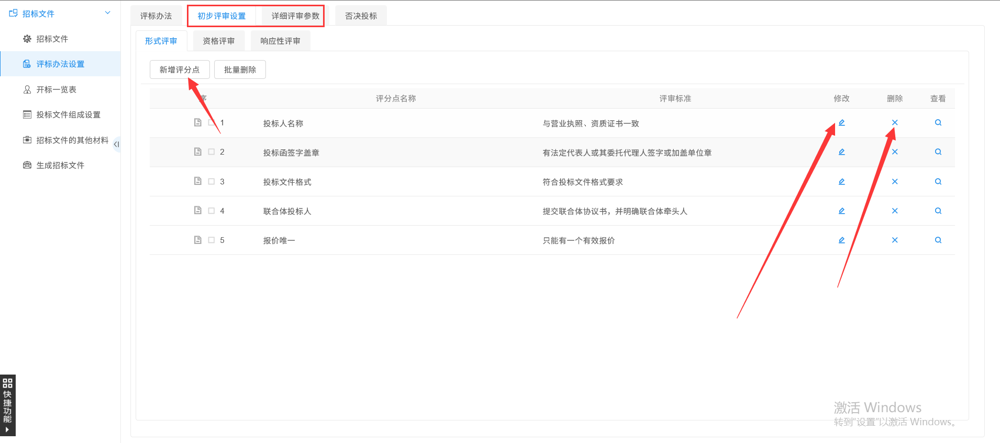 招标文件
招标文件
评标办法设置
开标一览表
投标文件组成设置
招标文件的其他材料
生成招标文件
快捷功能
评标办法 初步评审设置 详细评审参数 否决投标
形式评审 资格评审 响应性评审
新增评分点 批量删除
序 评分点名称 评审标准 修改 删除 查看
1 投标人名称 与营业执照、资质证书一致
2 投标函签字盖章 有法定代表人或其委托代理人签字或加盖单位章
3 投标文件格式 符合投标文件格式要求
4 联合体投标人 提交联合体协议书，并明确联合体牵头人
5 报价唯一 只能有一个有效报价
激活 Windows
转到"设置"以激活 Windows。